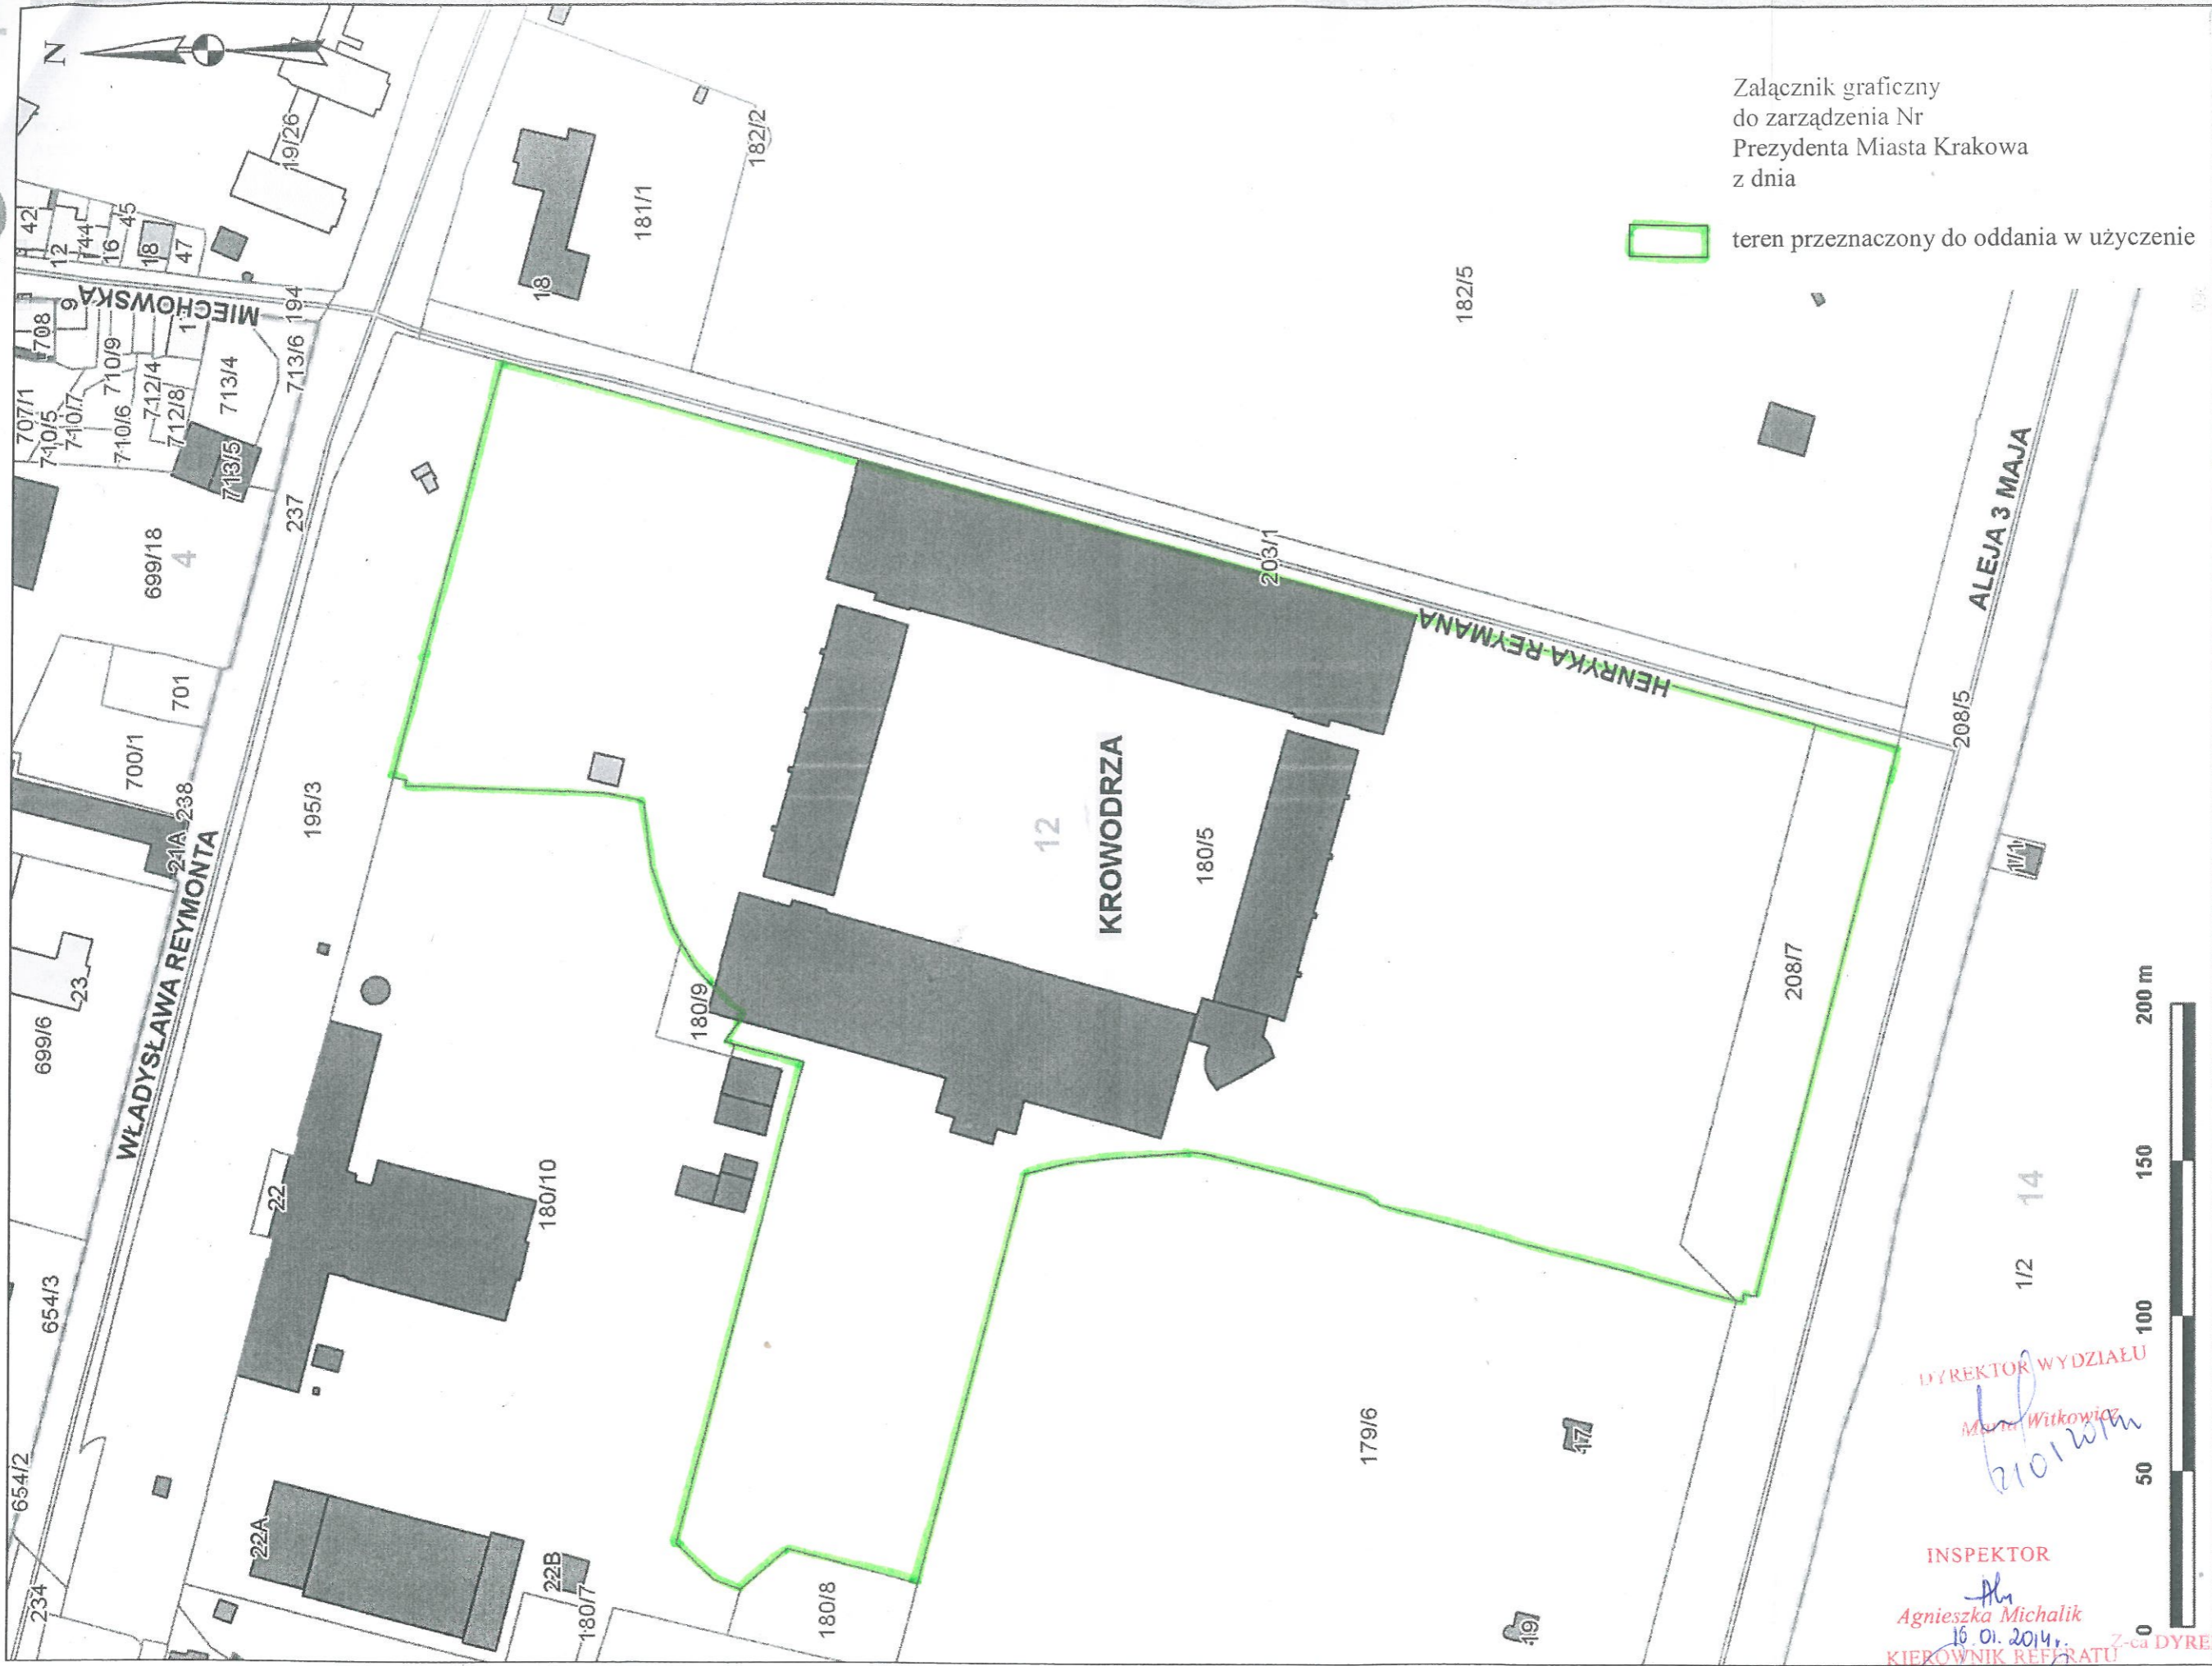 N
Załącznik graficzny
do zarządzenia Nr
Prezydenta Miasta Krakowa
z dnia
teren przeznaczony do oddania w użyczenie
42
12
44
16
45
18
47
19/26
MIECHOWSKA
194
9
708
707/1
710/5
710/7
710/9
710/6
712/4
712/8
713/4
713/6
713/5
237
699/18
4
701
700/1
238
21A
WŁADYSŁAWA REYMONTA
195/3
23
699/6
654/3
654/2
234
22
22A
22B
180/7
180/8
180/10
180/9
18
181/1
182/2
182/5
203/1
HENRYKA REYMANA
12
KROWODRZA
180/5
208/7
208/5
ALEJA 3 MAJA
1/1
14
1/2
179/6
17
19
0
50
100
150
200 m
DYREKTOR WYDZIAŁU
Maria Witkowicz
INSPEKTOR
Agnieszka Michalik
16.01.2014r.
KIEROWNIK REFERATU
Z-ca DYRE